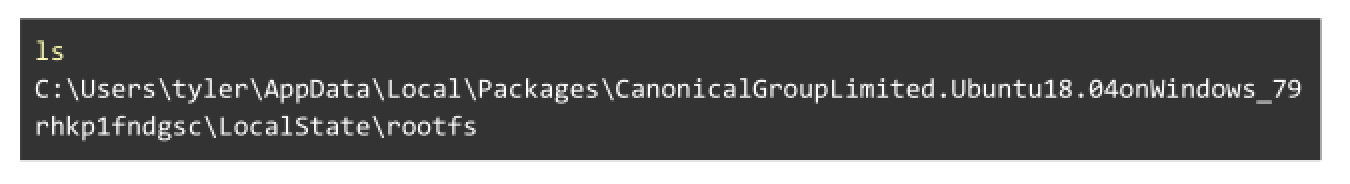 ls
C:\Users\tyler\AppData\Local\Packages\CanonicalGroupLimited.Ubuntu18.04onWindows_79
rhkp1fndgsc\LocalState\rootfs